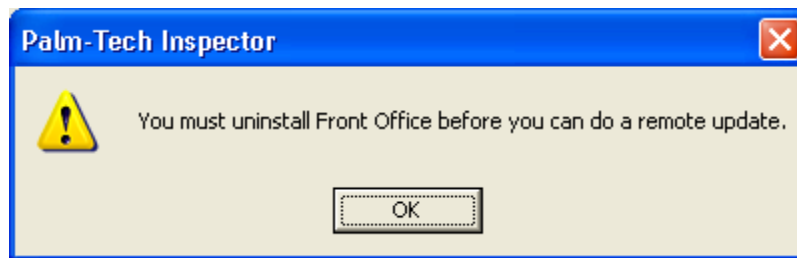 Palm-Tech Inspector
You must uninstall Front Office before you can do a remote update.
OK